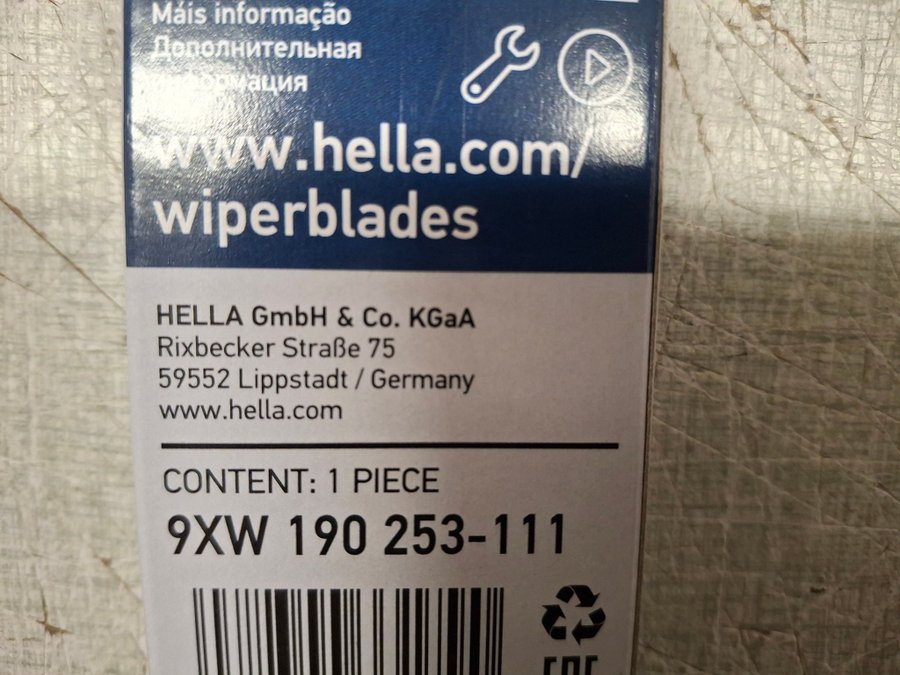 Máis informação
Дополнительная
информация
www.hella.com/
wiperblades
HELLA GmbH & Co. KGaA
Rixbecker Straße 75
59552 Lippstadt / Germany
www.hella.com
CONTENT: 1 PIECE
9XW 190 253-111